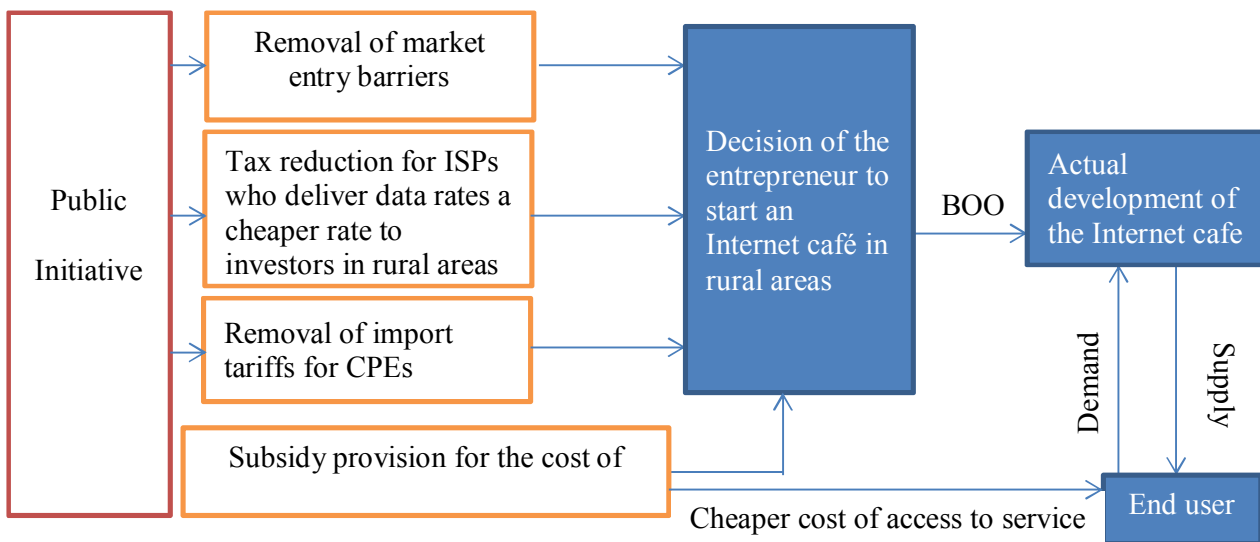 Public
Initiative
Removal of market
entry barriers
Tax reduction for ISPs
who deliver data rates a
cheaper rate to
investors in rural areas
Removal of import
tariffs for CPEs
Subsidy provision for the cost of
Decision of the
entrepreneur to
start an
Internet café in
rural areas
BOO
Actual
development of
the Internet cafe
Demand
Supply
Cheaper cost of access to service
End user